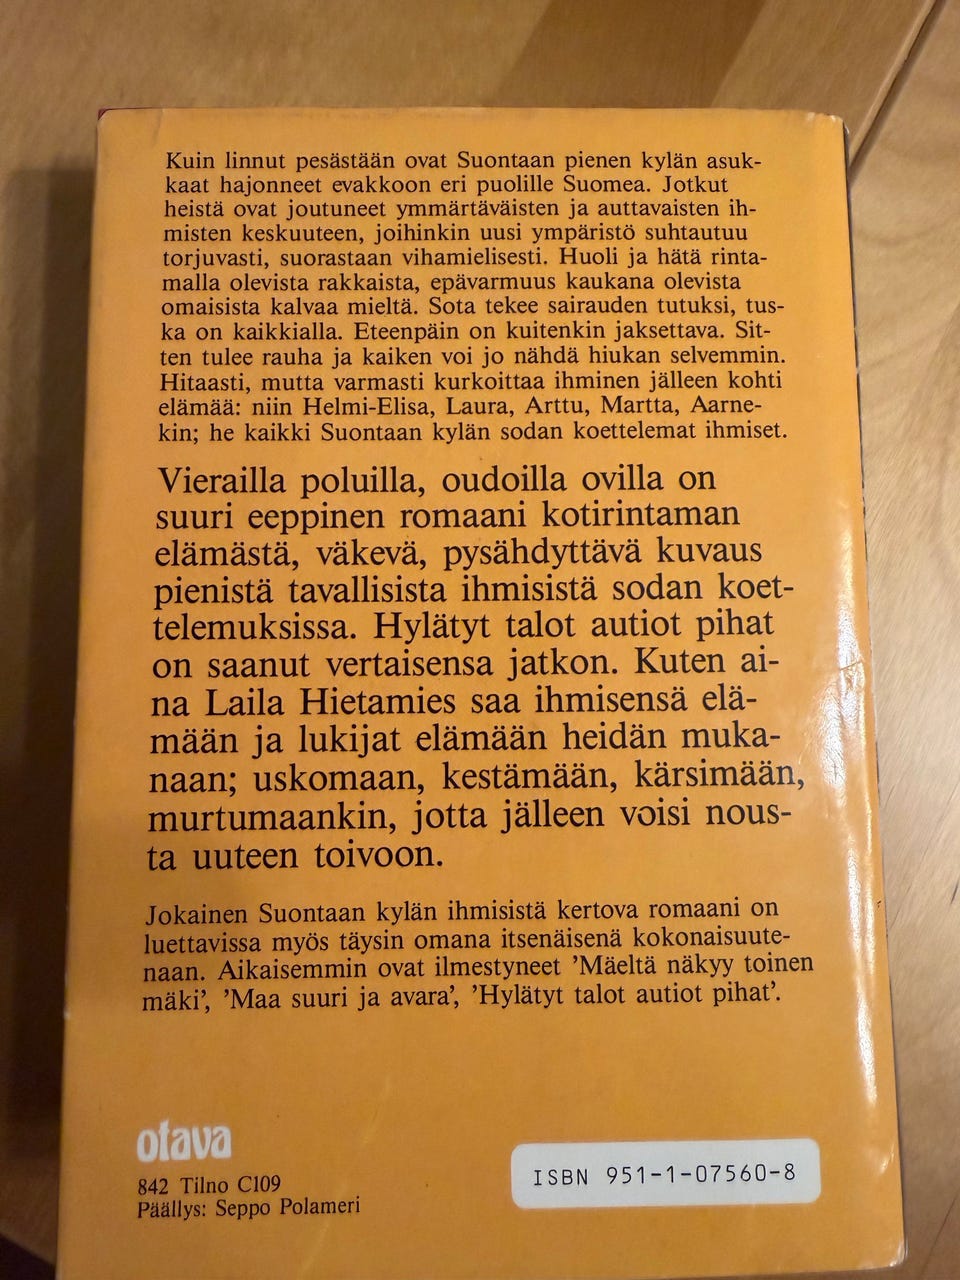 Kuin linnut pesästään ovat Suontaan pienen kylän asuk-
kaat hajonneet evakkoon eri puolille Suomea. Jotkut
heistä ovat joutuneet ymmärtäväisten ja auttavaisten ih-
misten keskuuteen, joihinkin uusi ympäristö suhtautuu
torjuvasti, suorastaan vihamielisesti. Huoli ja hätä rinta-
malla olevista rakkaista, epävarmuus kaukana olevista
omaisista kalvaa mieltä. Sota tekee sairauden tutuksi, tus-
ka on kaikkialla. Eteenpäin on kuitenkin jaksettava. Sit-
ten tulee rauha ja kaiken voi jo nähdä hiukan selvemmin.
Hitaasti, mutta varmasti kurkoittaa ihminen jälleen kohti
elämää: niin Helmi-Elisa, Laura, Arttu, Martta, Aarne-
kin; he kaikki Suontaan kylän sodan koettelemat ihmiset.
Vierailla poluilla, oudoilla ovilla on
suuri eeppinen romaani kotirintaman
elämästä, väkevä, pysähdyttävä kuvaus
pienistä tavallisista ihmisistä sodan koet-
telemuksissa. Hylätyt talot autiot pihat
on saanut vertaisensa jatkon. Kuten ai-
na Laila Hietamies saa ihmisensä elä-
mään ja lukijat elämään heidän muka-
naan; uskomaan, kestämään, kärsimään,
murtumaankin, jotta jälleen voisi nous-
ta uuteen toivoon.
Jokainen Suontaan kylän ihmisistä kertova romaani on
luettavissa myös täysin omana itsenäisenä kokonaisuute-
naan. Aikaisemmin ovat ilmestyneet ’Mäeltä näkyy toinen
mäki’, ’Maa suuri ja avara’, ’Hylätyt talot autiot pihat’.
otava
842 Tilno C109
Päällys: Seppo Polameri
ISBN 951-1-07560-8